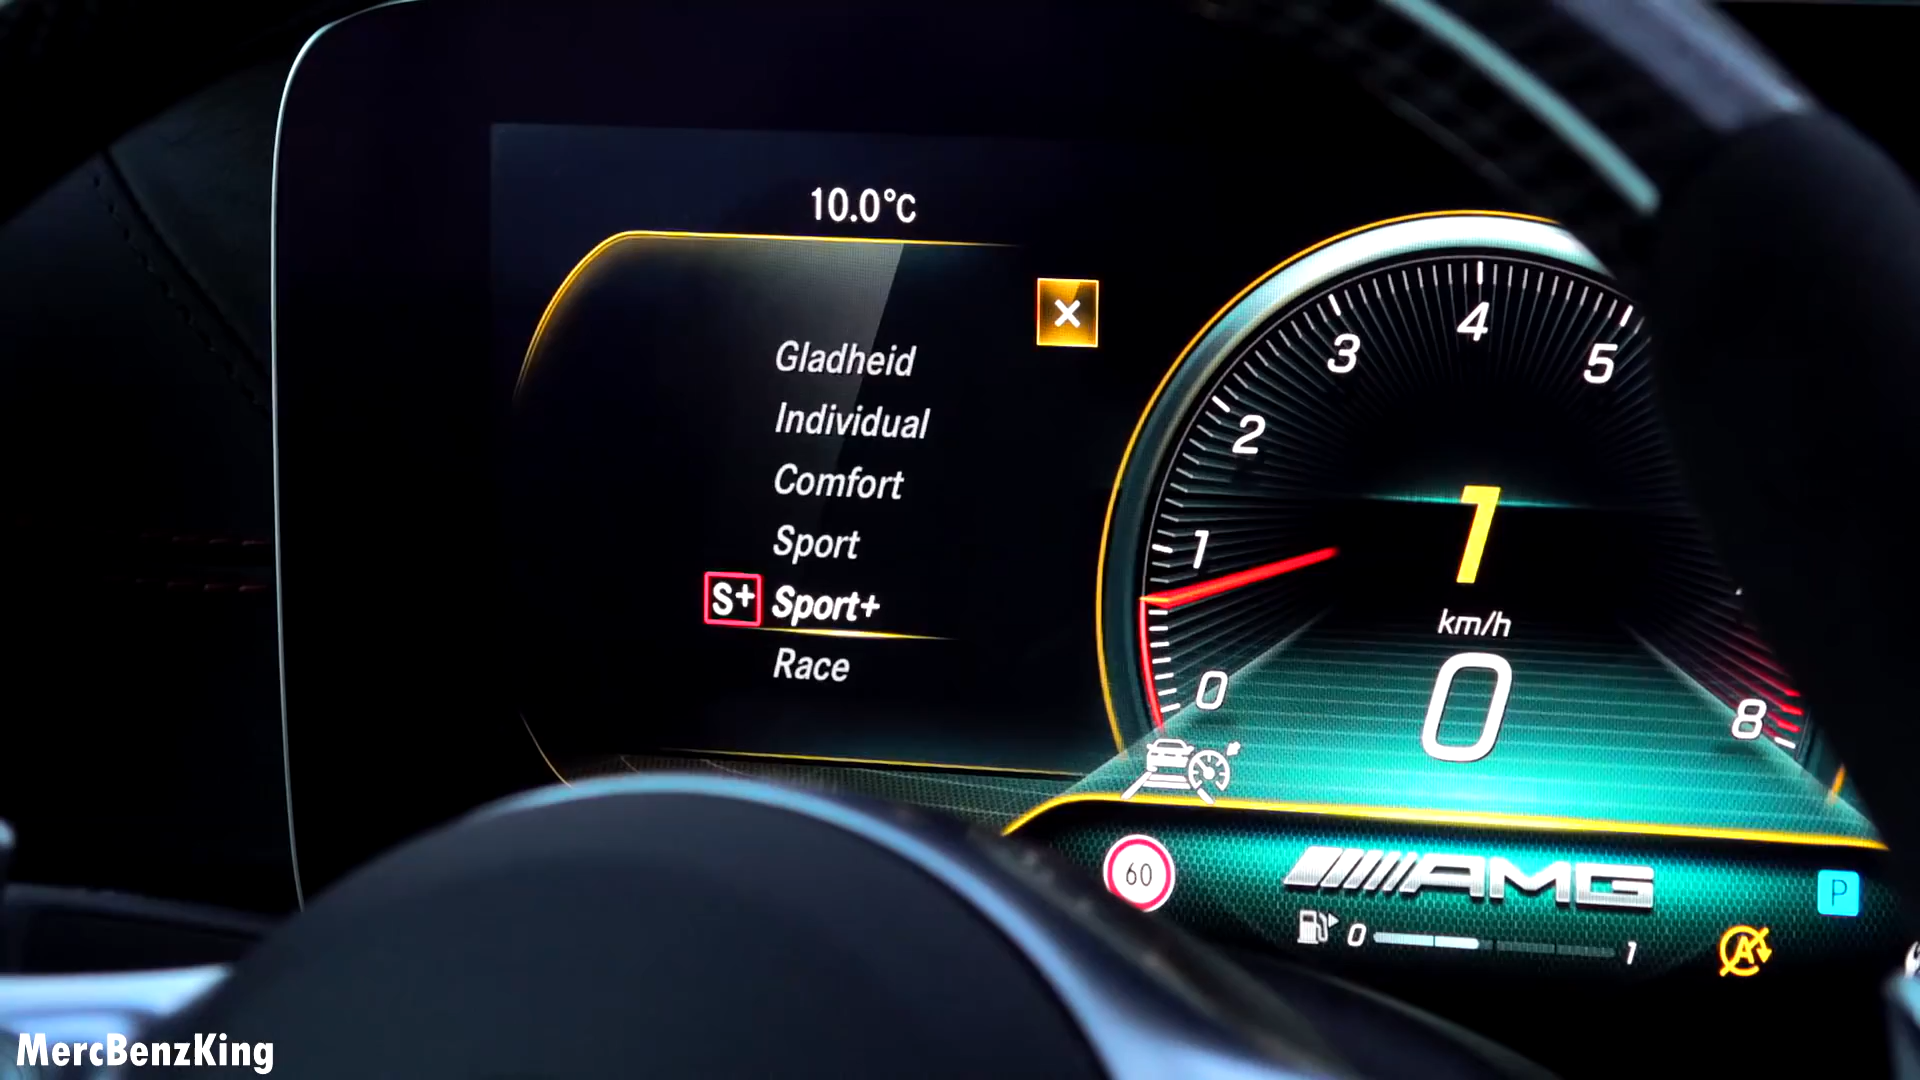 10.0°C
×
Gladheid
Individual
Comfort
Sport
S+ Sport+
Race
0
1
2
3
4
5
8
1
km/h
0
60
AMG
0
1
P
A
MercBenzKing